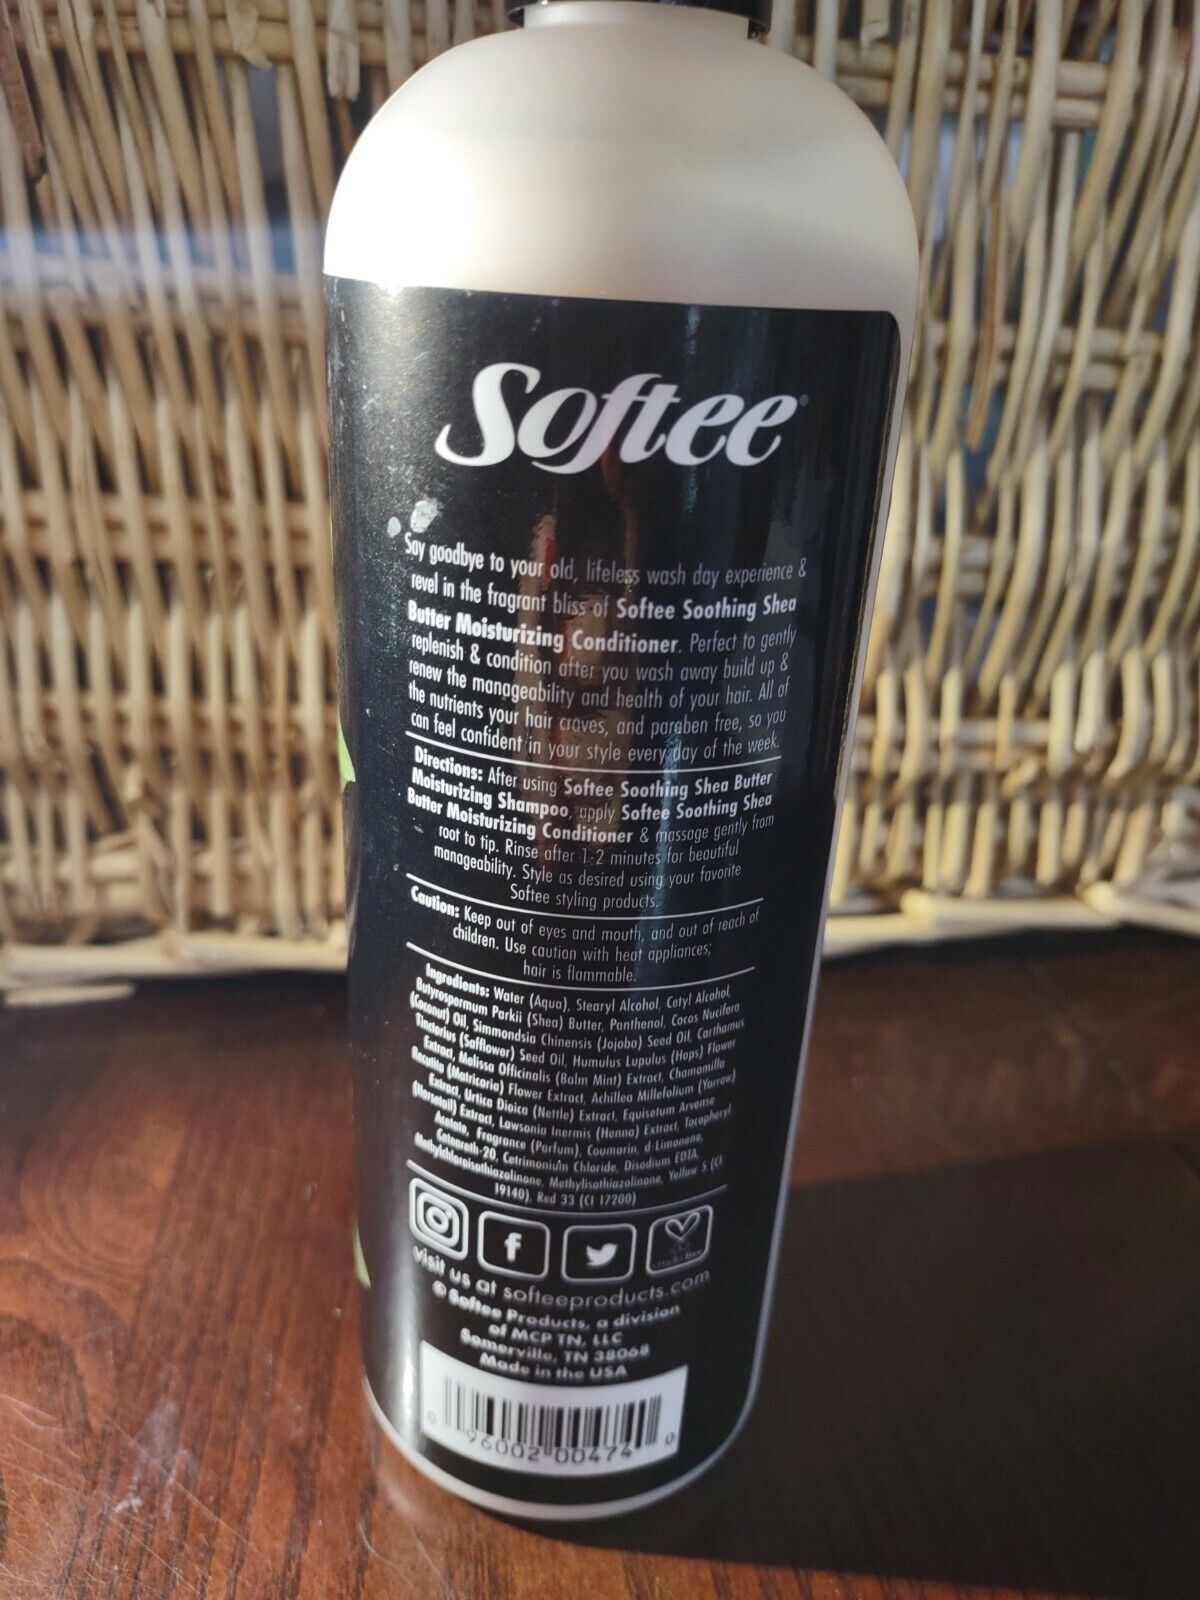 Softee®
Say goodbye to your old, lifeless wash day experience &
revel in the fragrant bliss of Softee Soothing Shea
Butter Moisturizing Conditioner. Perfect to gently
replenish & condition after you wash away build up &
renew the manageability and health of your hair. All of
the nutrients your hair craves, and paraben free, so you
can feel confident in your style every day of the week.
Directions: After using Softee Soothing Shea Butter
Moisturizing Shampoo, apply Softee Soothing Shea
Butter Moisturizing Conditioner & massage gently from
root to tip. Rinse after 1-2 minutes for beautiful
manageability. Style as desired using your favorite
Softee styling products.
Caution: Keep out of eyes and mouth, and out of reach of
children. Use caution with heat appliances;
hair is flammable.
Ingredients: Water (Aqua), Stearyl Alcohol, Cetyl Alcohol,
Butyrospermum Parkii (Shea) Butter, Panthenol, Cocos Nucifera
(Coconut) Oil, Simmondsia Chinensis (Jojoba) Seed Oil, Carthamus
Tinctorius (Safflower) Seed Oil, Humulus Lupulus (Hops) Flower
Extract, Melissa Officinalis (Balm Mint) Extract, Chamomilla
Recutita (Matricaria) Flower Extract, Achillea Millefolium (Yarrow)
Extract, Urtica Dioica (Nettle) Extract, Equisetum Arvense
(Horsetail) Extract, Lawsonia Inermis (Henna) Extract, Tocopheryl
Acetate, Fragrance (Parfum), Coumarin, d-Limonene,
Ceteareth-20, Cetrimonium Chloride, Disodium EDTA,
Methylchloroisothiazolinone, Methylisothiazolinone, Yellow 5 (CI
19140), Red 33 (CI 17200)
cruelty free
visit us at softeeproducts.com
© Softee Products, a division
of MCP TN, LLC
Somerville, TN 38068
Made in the USA
0 96002 00474 0